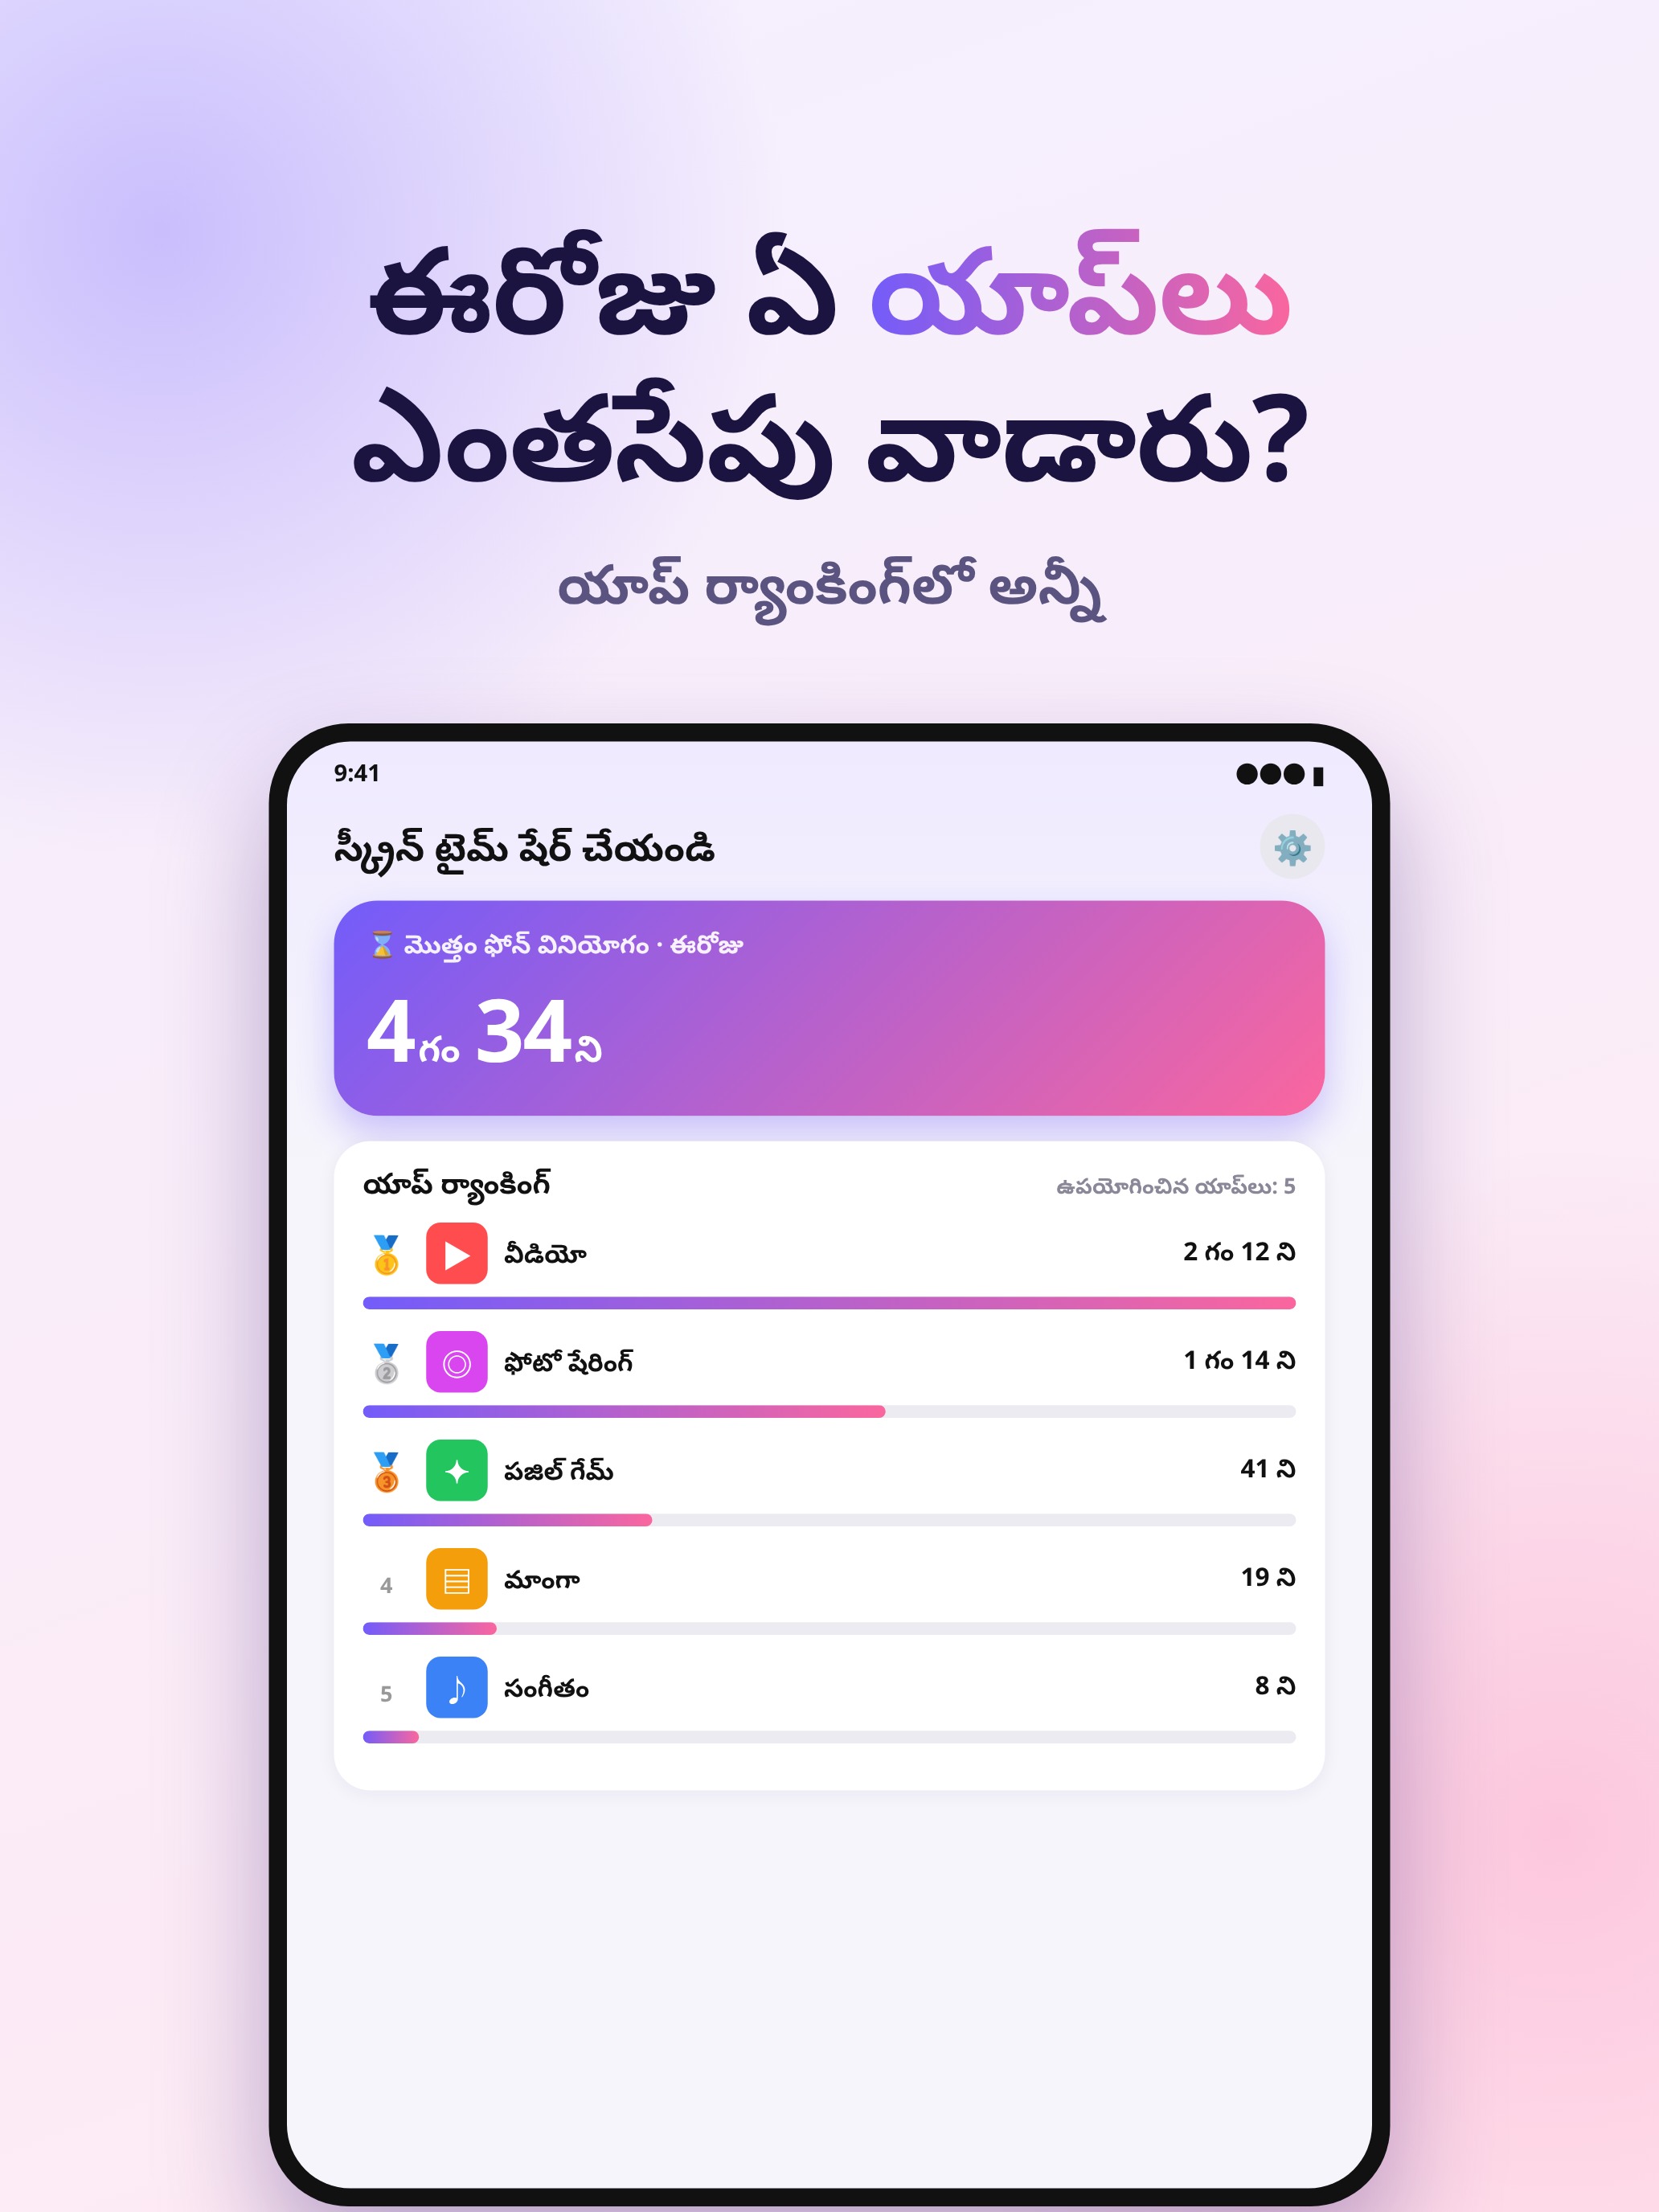 ఈరోజు ఏ యాప్‌లు
ఎంతసేపు వాడారు?
యాప్ ర్యాంకింగ్‌లో అన్నీ
9:41
స్క్రీన్ టైమ్ షేర్ చేయండి
⌛ మొత్తం ఫోన్ వినియోగం · ఈరోజు
4గం 34ని
యాప్ ర్యాంకింగ్
ఉపయోగించిన యాప్‌లు: 5
🥇 వీడియో 2 గం 12 ని
🥈 ఫోటో షేరింగ్ 1 గం 14 ని
🥉 పజిల్ గేమ్ 41 ని
4 మాంగా 19 ని
5 సంగీతం 8 ని